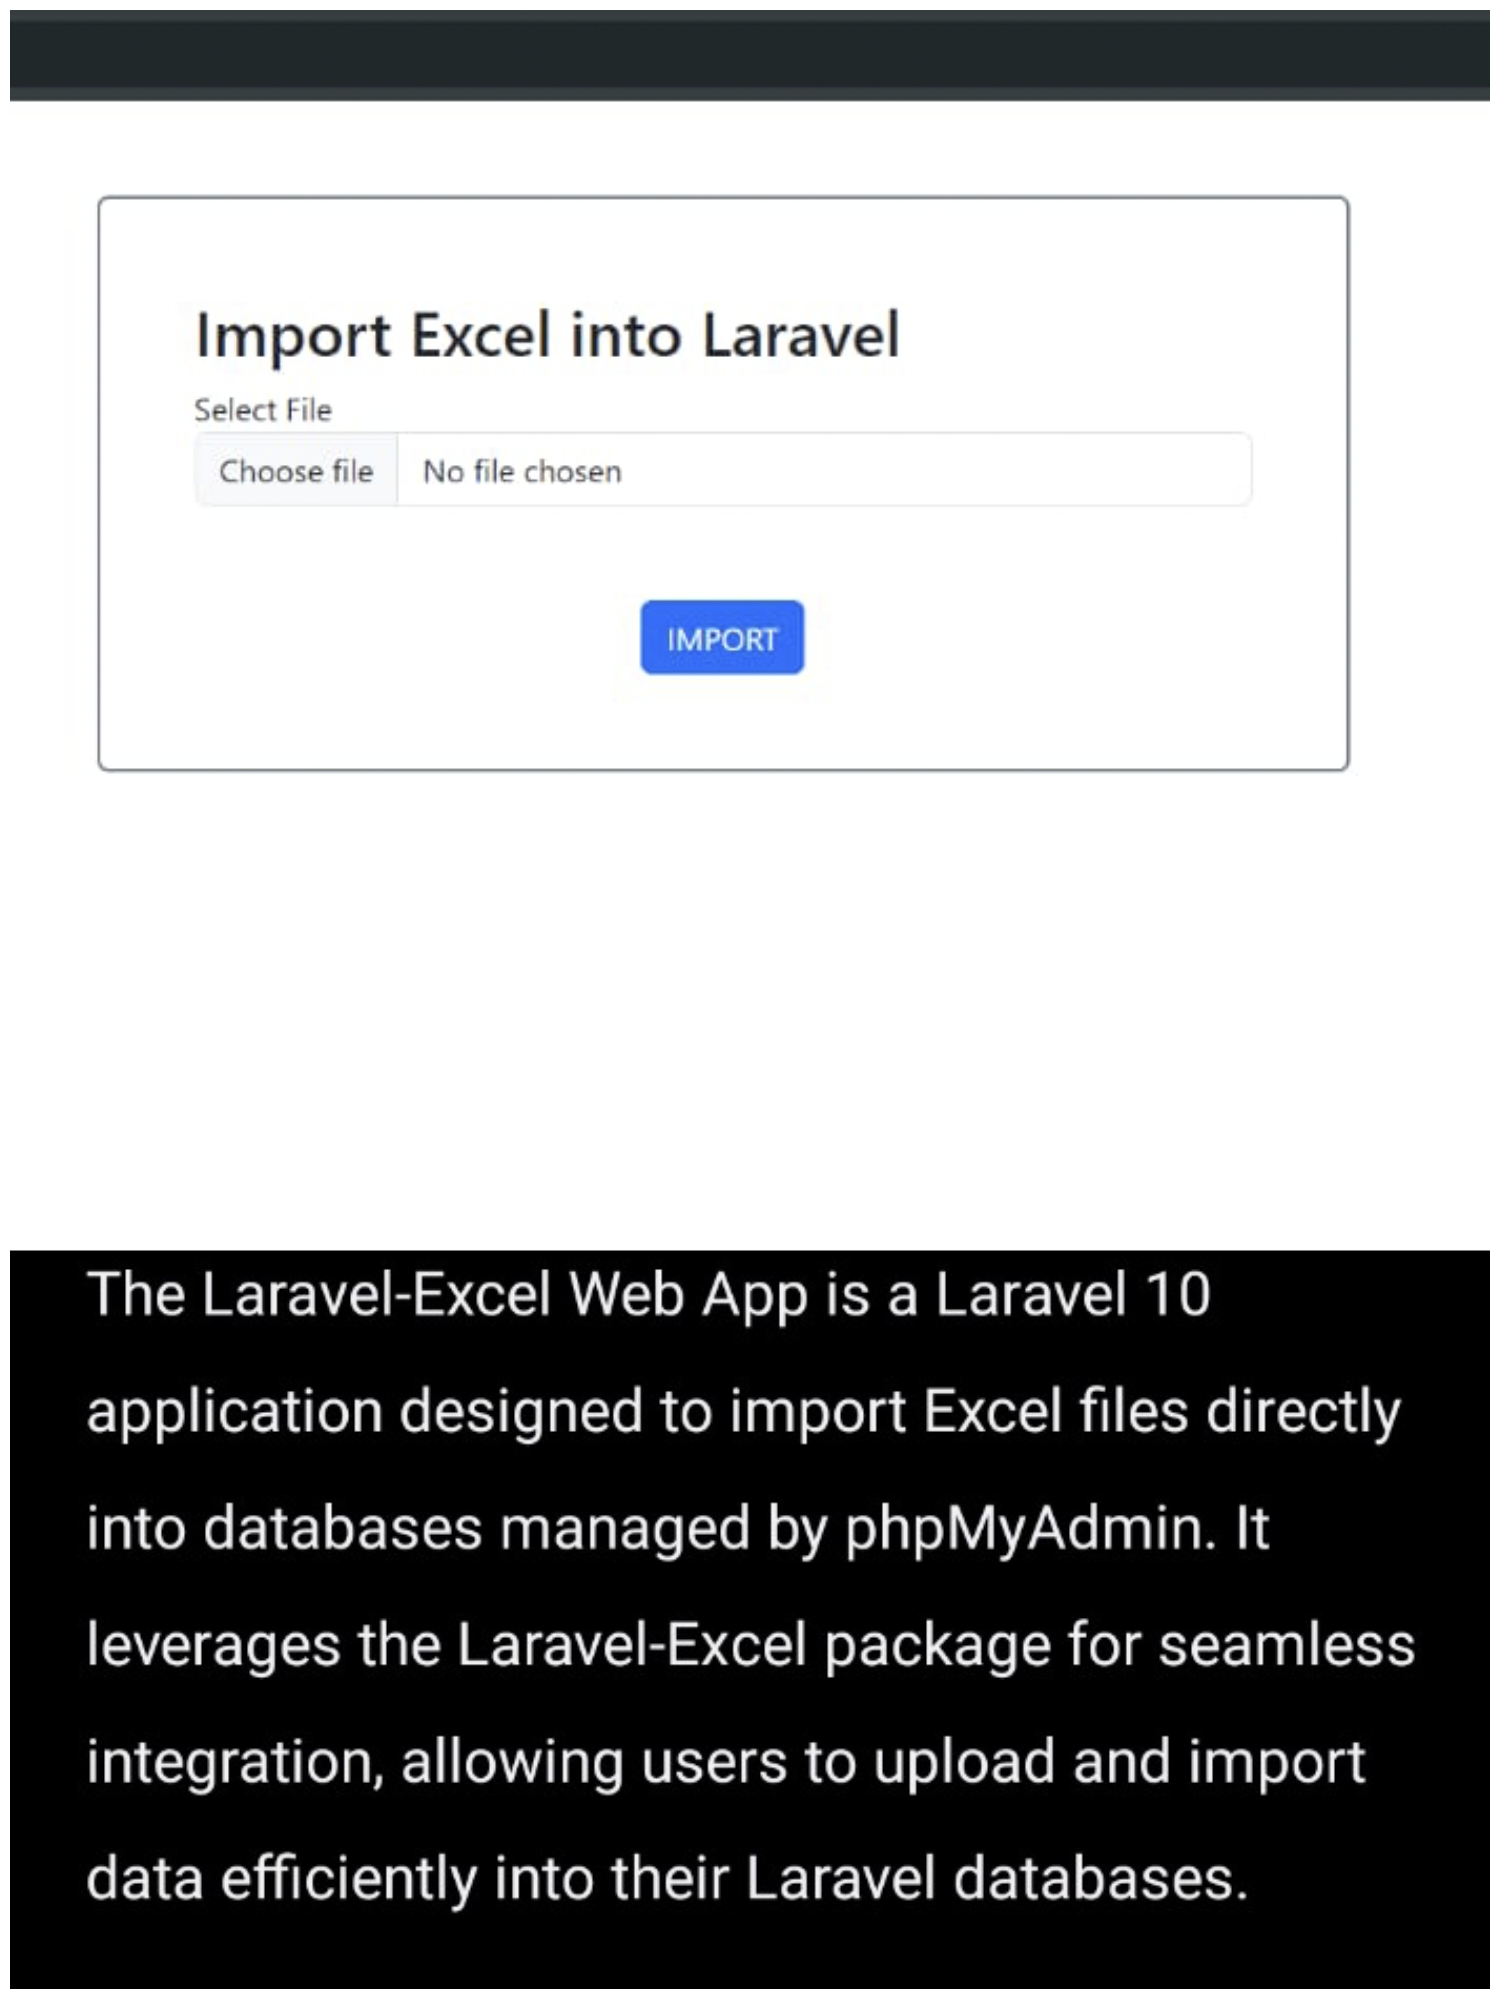 Import Excel into Laravel
Select File
Choose file No file chosen
IMPORT
The Laravel-Excel Web App is a Laravel 10
application designed to import Excel files directly
into databases managed by phpMyAdmin. It
leverages the Laravel-Excel package for seamless
integration, allowing users to upload and import
data efficiently into their Laravel databases.